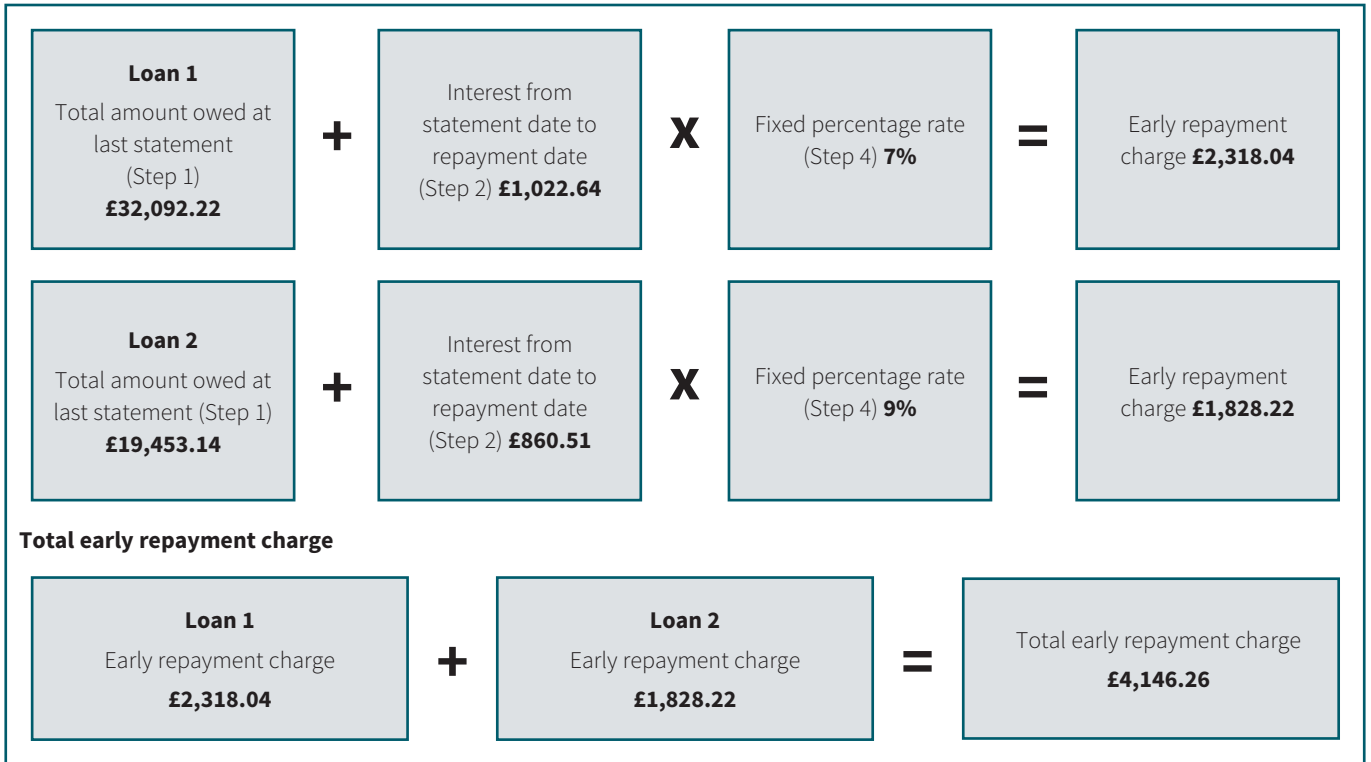 Loan 1
Total amount owed at
last statement
(Step 1)
£32,092.22
+
Interest from
statement date to
repayment date
(Step 2) £1,022.64
x
Fixed percentage rate
(Step 4) 7%
=
Early repayment
charge £2,318.04
Loan 2
Total amount owed at
last statement (Step 1)
£19,453.14
+
Interest from
statement date to
repayment date
(Step 2) £860.51
x
Fixed percentage rate
(Step 4) 9%
=
Early repayment
charge £1,828.22
Total early repayment charge
Loan 1
Early repayment charge
£2,318.04
+
Loan 2
Early repayment charge
£1,828.22
=
Total early repayment charge
£4,146.26